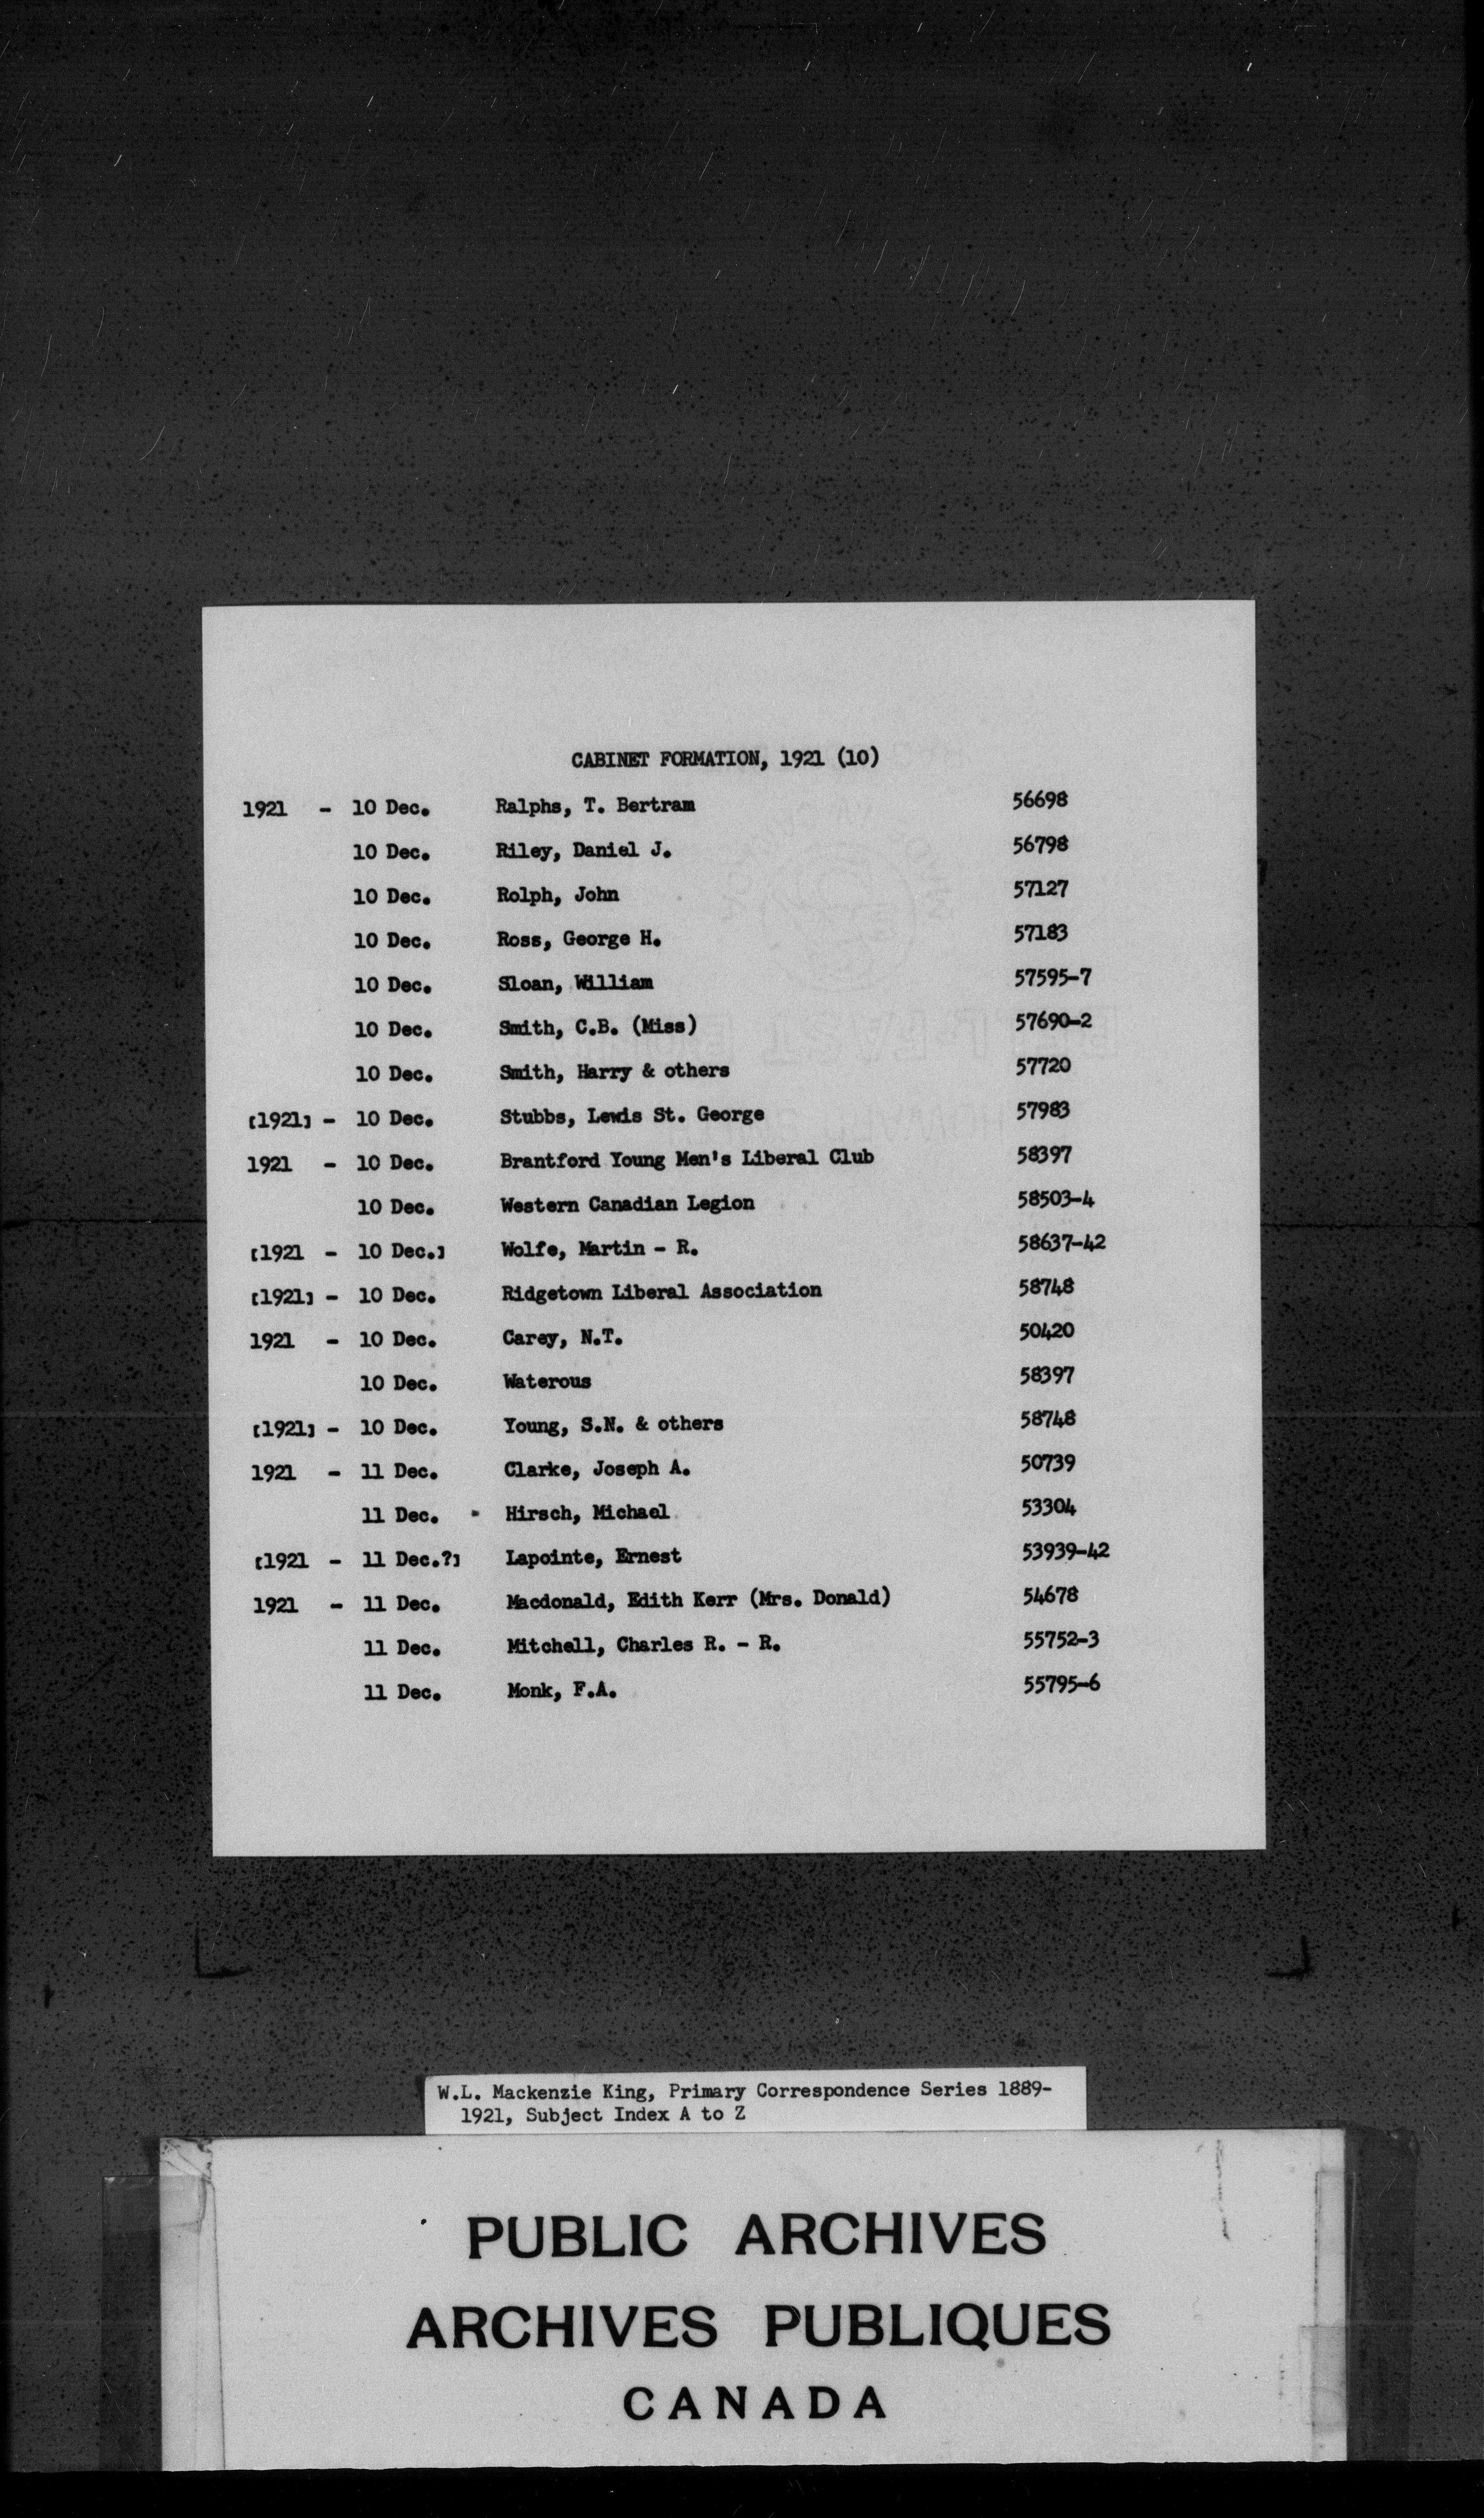 CABINET FORMATION, 1921 (10)
1921 - 10 Dec. Ralphs, T. Bertram 56698
10 Dec. Riley, Daniel J. 56798
10 Dec. Rolph, John 57127
10 Dec. Ross, George H. 57183
10 Dec. Sloan, William 57595-7
10 Dec. Smith, C.B. (Miss) 57690-2
10 Dec. Smith, Harry & others 57720
[1921] - 10 Dec. Stubbs, Lewis St. George 57983
1921 - 10 Dec. Brantford Young Men's Liberal Club 58397
10 Dec. Western Canadian Legion 58503-4
[1921 - 10 Dec.] Wolfe, Martin - R. 58637-42
[1921] - 10 Dec. Ridgetown Liberal Association 58748
1921 - 10 Dec. Carey, N.T. 50420
10 Dec. Waterous 58397
[1921] - 10 Dec. Young, S.N. & others 58748
1921 - 11 Dec. Clarke, Joseph A. 50739
11 Dec. Hirsch, Michael 53304
[1921 - 11 Dec.?] Lapointe, Ernest 53939-42
1921 - 11 Dec. Macdonald, Edith Kerr (Mrs. Donald) 54678
11 Dec. Mitchell, Charles R. - R. 55752-3
11 Dec. Monk, F.A. 55795-6
W.L. Mackenzie King, Primary Correspondence Series 1889-
1921, Subject Index A to Z
PUBLIC ARCHIVES
ARCHIVES PUBLIQUES
CANADA